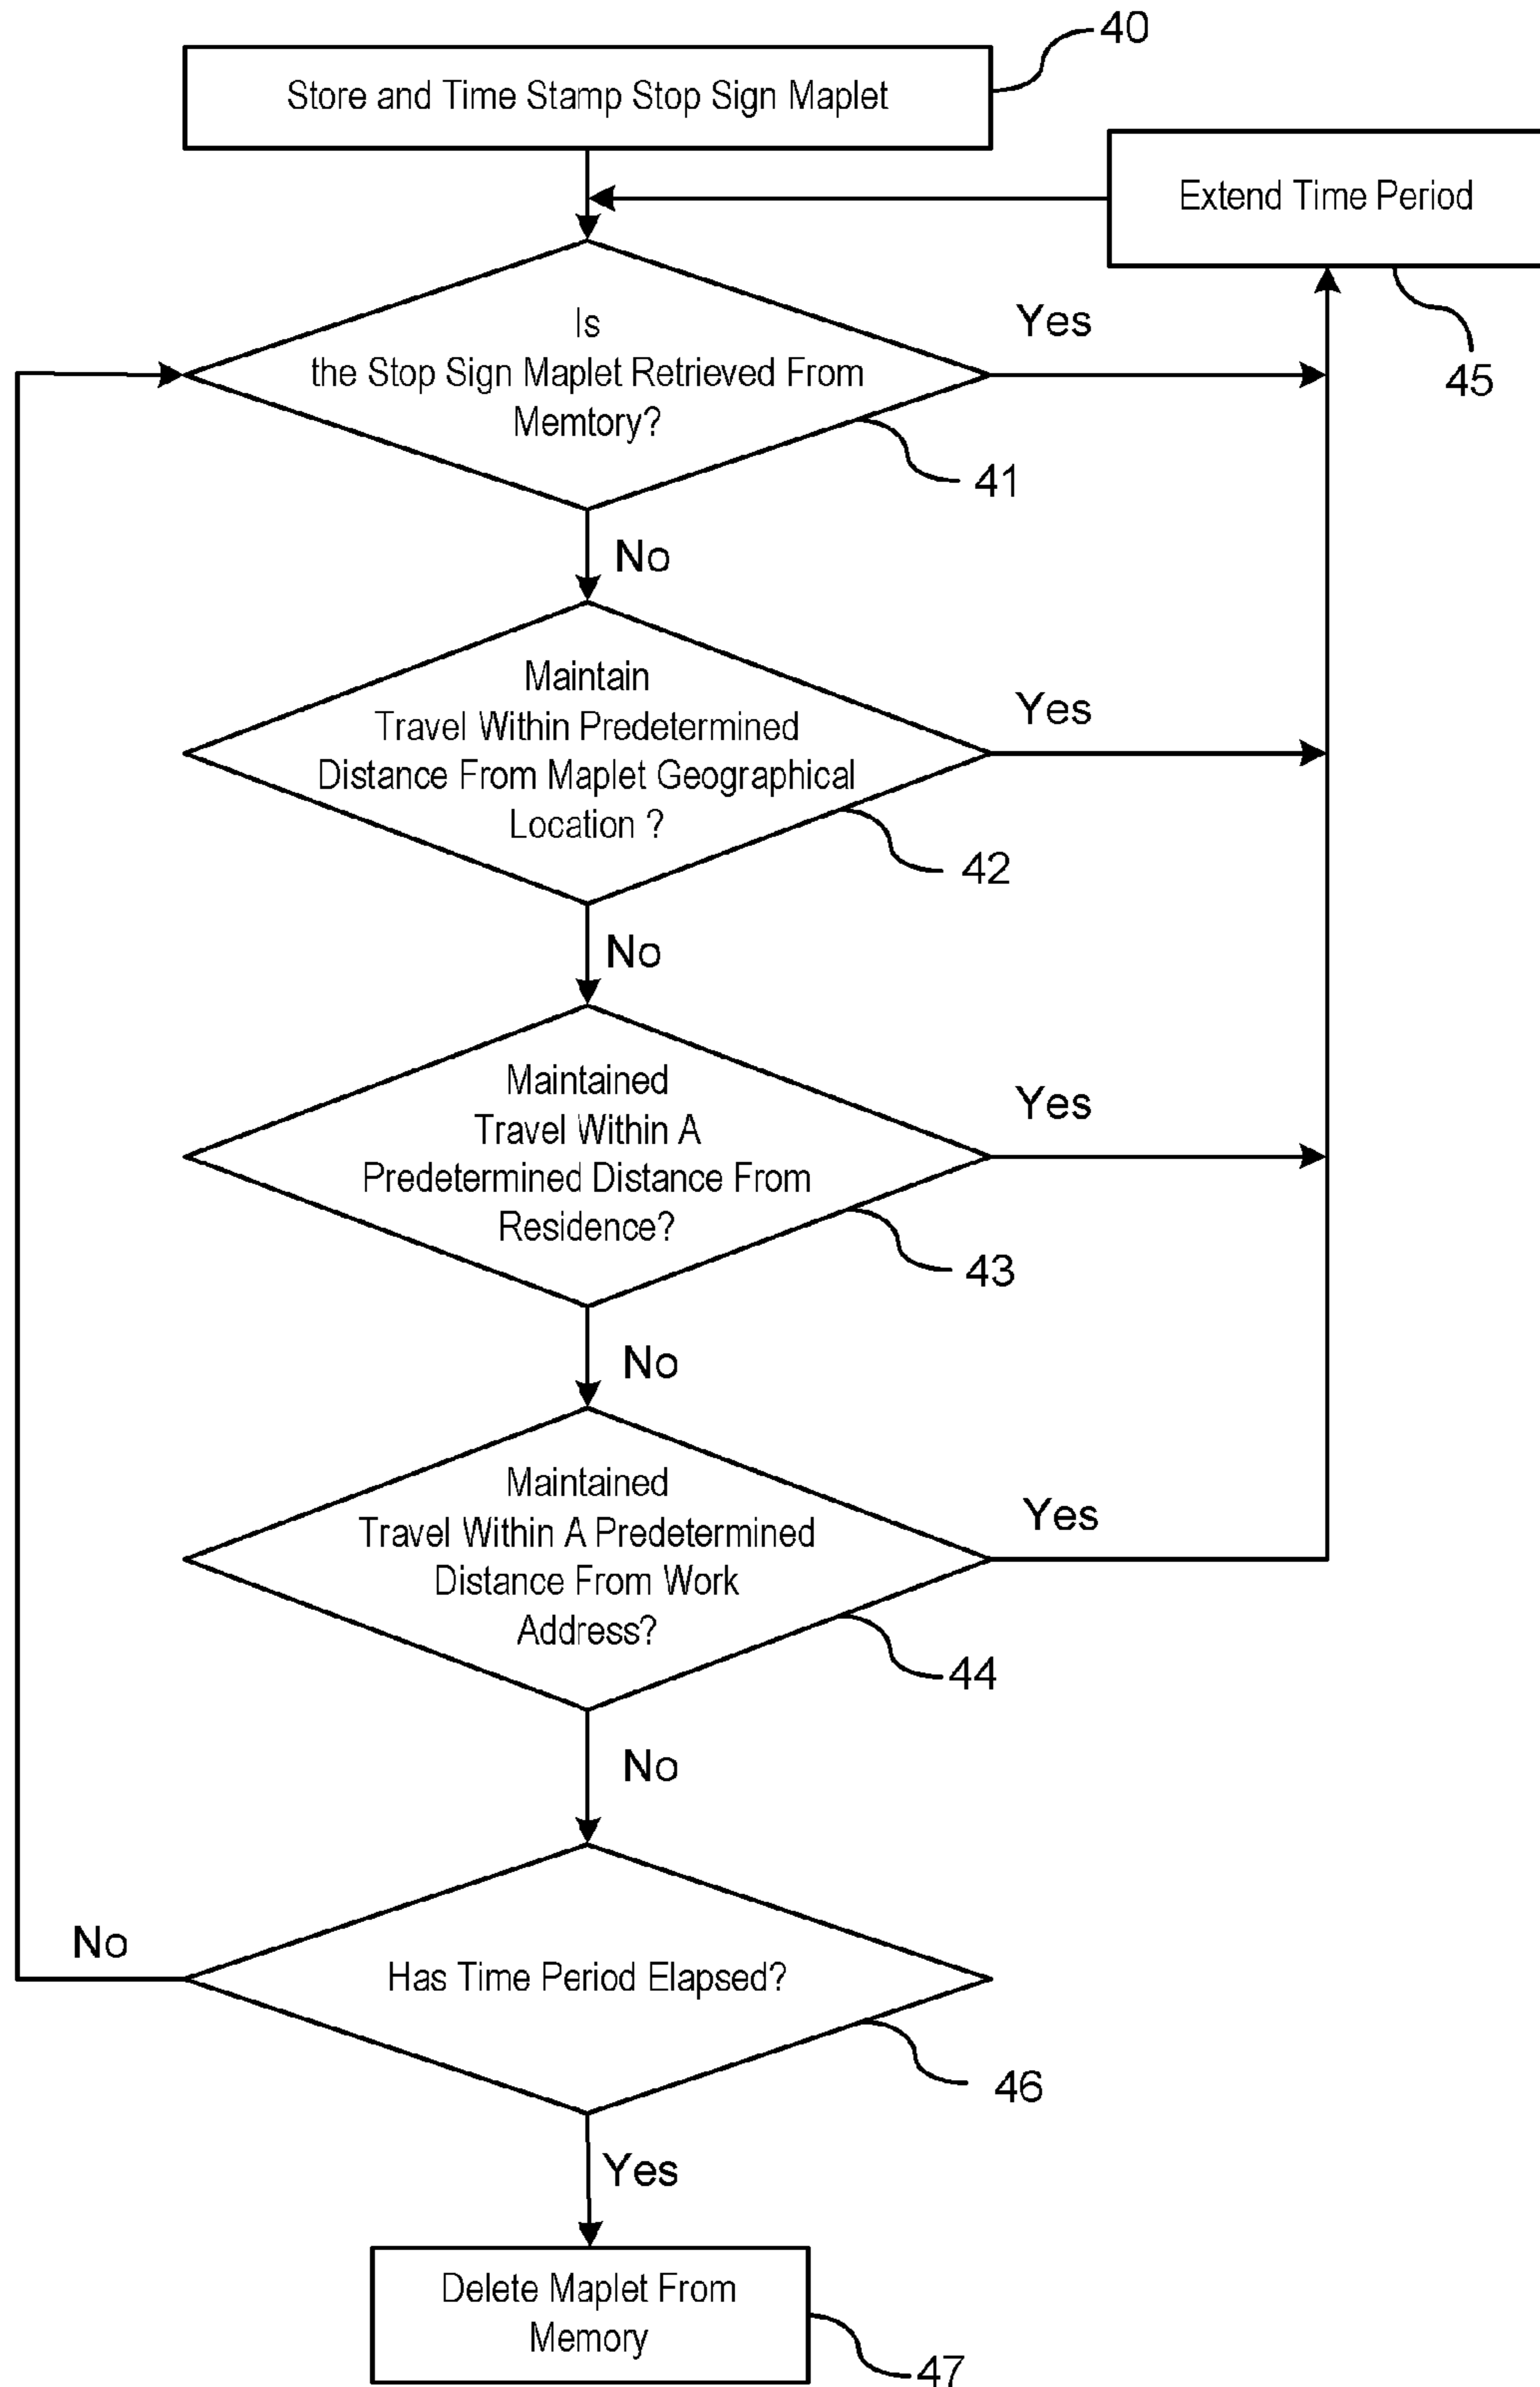 40
Store and Time Stamp Stop Sign Maplet
Extend Time Period
45
Is
the Stop Sign Maplet Retrieved From
Memtory?
Yes
41
No
Maintain
Travel Within Predetermined
Distance From Maplet Geographical
Location ?
Yes
42
No
Maintained
Travel Within A
Predetermined Distance From
Residence?
Yes
43
No
Maintained
Travel Within A Predetermined
Distance From Work
Address?
Yes
44
No
Has Time Period Elapsed?
No
46
Yes
Delete Maplet From
Memory
47